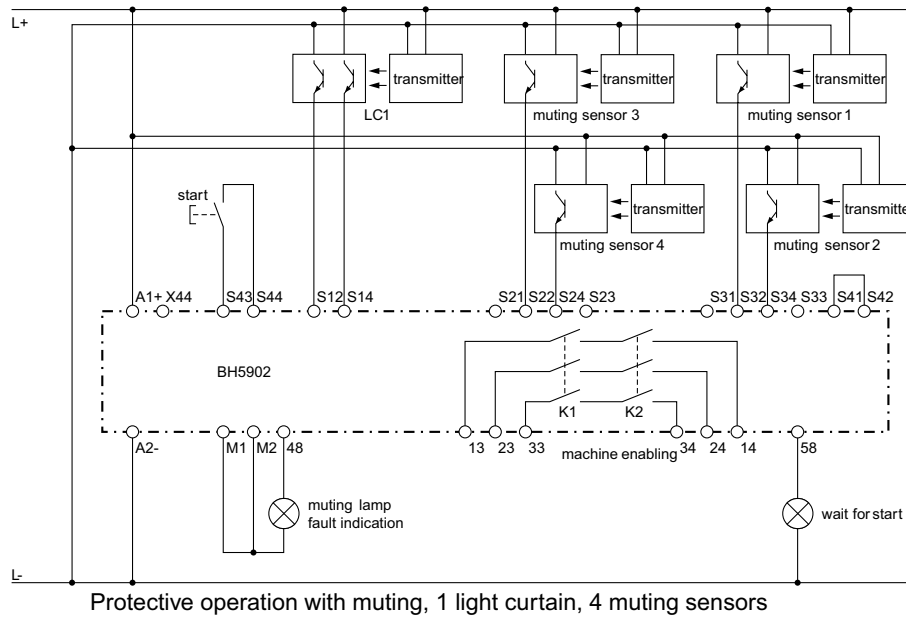 L+
transmitter transmitter transmitter
LC1 muting sensor 3 muting sensor 1
start
transmitter transmitte
muting sensor 4 muting sensor 2
A1+ X44 S43 S44 S12 S14 S21 S22 S24 S23 S31 S32 S34 S33 S41 S42
BH5902
K1 K2
A2- M1 M2 48 13 23 33 machine enabling 34 24 14 58
muting lamp
fault indication
wait for start
L-
Protective operation with muting, 1 light curtain, 4 muting sensors